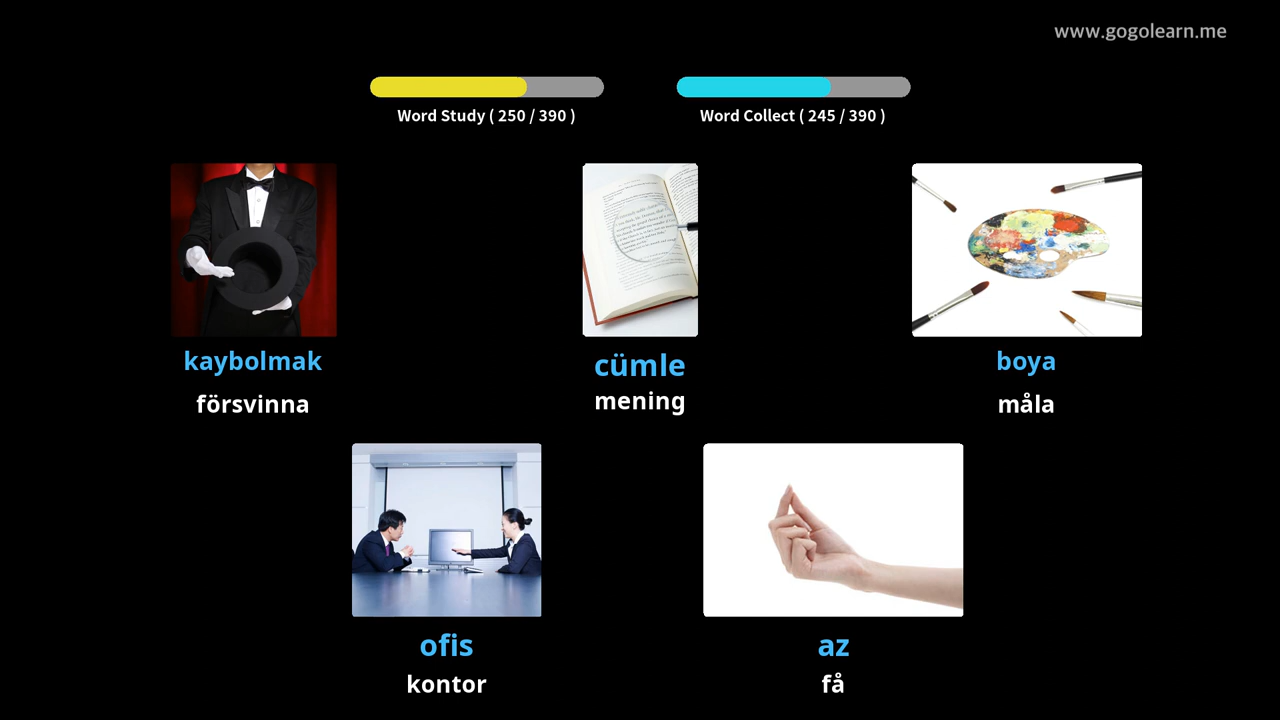 www.gogolearn.me
Word Study ( 250 / 390 )
Word Collect ( 245 / 390 )
kaybolmak
försvinna
cümle
mening
boya
måla
ofis
kontor
az
få